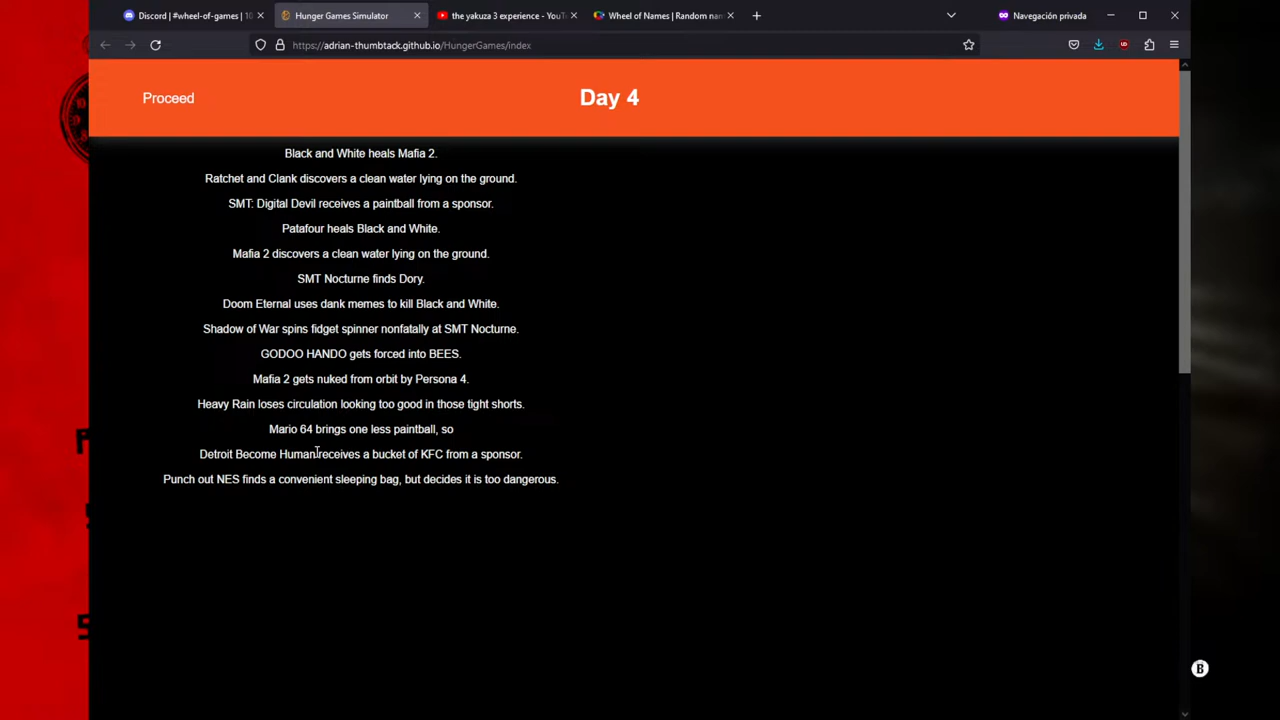 Discord | #wheel-of-games | 10
Hunger Games Simulator
the yakuza 3 experience - YouT
Wheel of Names | Random nam
Navegación privada
https://adrian-thumbtack.github.io/HungerGames/index
Proceed
Day 4
Black and White heals Mafia 2.
Ratchet and Clank discovers a clean water lying on the ground.
SMT: Digital Devil receives a paintball from a sponsor.
Patafour heals Black and White.
Mafia 2 discovers a clean water lying on the ground.
SMT Nocturne finds Dory.
Doom Eternal uses dank memes to kill Black and White.
Shadow of War spins fidget spinner nonfatally at SMT Nocturne.
GODOO HANDO gets forced into BEES.
Mafia 2 gets nuked from orbit by Persona 4.
Heavy Rain loses circulation looking too good in those tight shorts.
Mario 64 brings one less paintball, so
Detroit Become Human receives a bucket of KFC from a sponsor.
Punch out NES finds a convenient sleeping bag, but decides it is too dangerous.
B